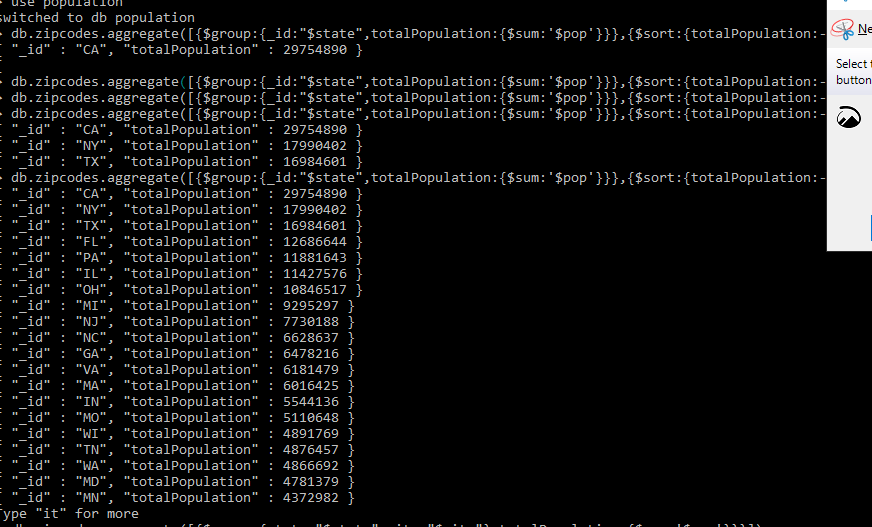 use population
switched to db population
> db.zipcodes.aggregate([{$group:{_id:"$state",totalPopulation:{$sum:'$pop'}}},{$sort:{totalPopulation:-
{ "_id" : "CA", "totalPopulation" : 29754890 }
> db.zipcodes.aggregate([{$group:{_id:"$state",totalPopulation:{$sum:'$pop'}}},{$sort:{totalPopulation:-
> db.zipcodes.aggregate([{$group:{_id:"$state",totalPopulation:{$sum:'$pop'}}},{$sort:{totalPopulation:-
> db.zipcodes.aggregate([{$group:{_id:"$state",totalPopulation:{$sum:'$pop'}}},{$sort:{totalPopulation:-
{ "_id" : "CA", "totalPopulation" : 29754890 }
{ "_id" : "NY", "totalPopulation" : 17990402 }
{ "_id" : "TX", "totalPopulation" : 16984601 }
> db.zipcodes.aggregate([{$group:{_id:"$state",totalPopulation:{$sum:'$pop'}}},{$sort:{totalPopulation:-
{ "_id" : "CA", "totalPopulation" : 29754890 }
{ "_id" : "NY", "totalPopulation" : 17990402 }
{ "_id" : "TX", "totalPopulation" : 16984601 }
{ "_id" : "FL", "totalPopulation" : 12686644 }
{ "_id" : "PA", "totalPopulation" : 11881643 }
{ "_id" : "IL", "totalPopulation" : 11427576 }
{ "_id" : "OH", "totalPopulation" : 10846517 }
{ "_id" : "MI", "totalPopulation" : 9295297 }
{ "_id" : "NJ", "totalPopulation" : 7730188 }
{ "_id" : "NC", "totalPopulation" : 6628637 }
{ "_id" : "GA", "totalPopulation" : 6478216 }
{ "_id" : "VA", "totalPopulation" : 6181479 }
{ "_id" : "MA", "totalPopulation" : 6016425 }
{ "_id" : "IN", "totalPopulation" : 5544136 }
{ "_id" : "MO", "totalPopulation" : 5110648 }
{ "_id" : "WI", "totalPopulation" : 4891769 }
{ "_id" : "TN", "totalPopulation" : 4876457 }
{ "_id" : "WA", "totalPopulation" : 4866692 }
{ "_id" : "MD", "totalPopulation" : 4781379 }
{ "_id" : "MN", "totalPopulation" : 4372982 }
Type "it" for more
Ne
Select t
button